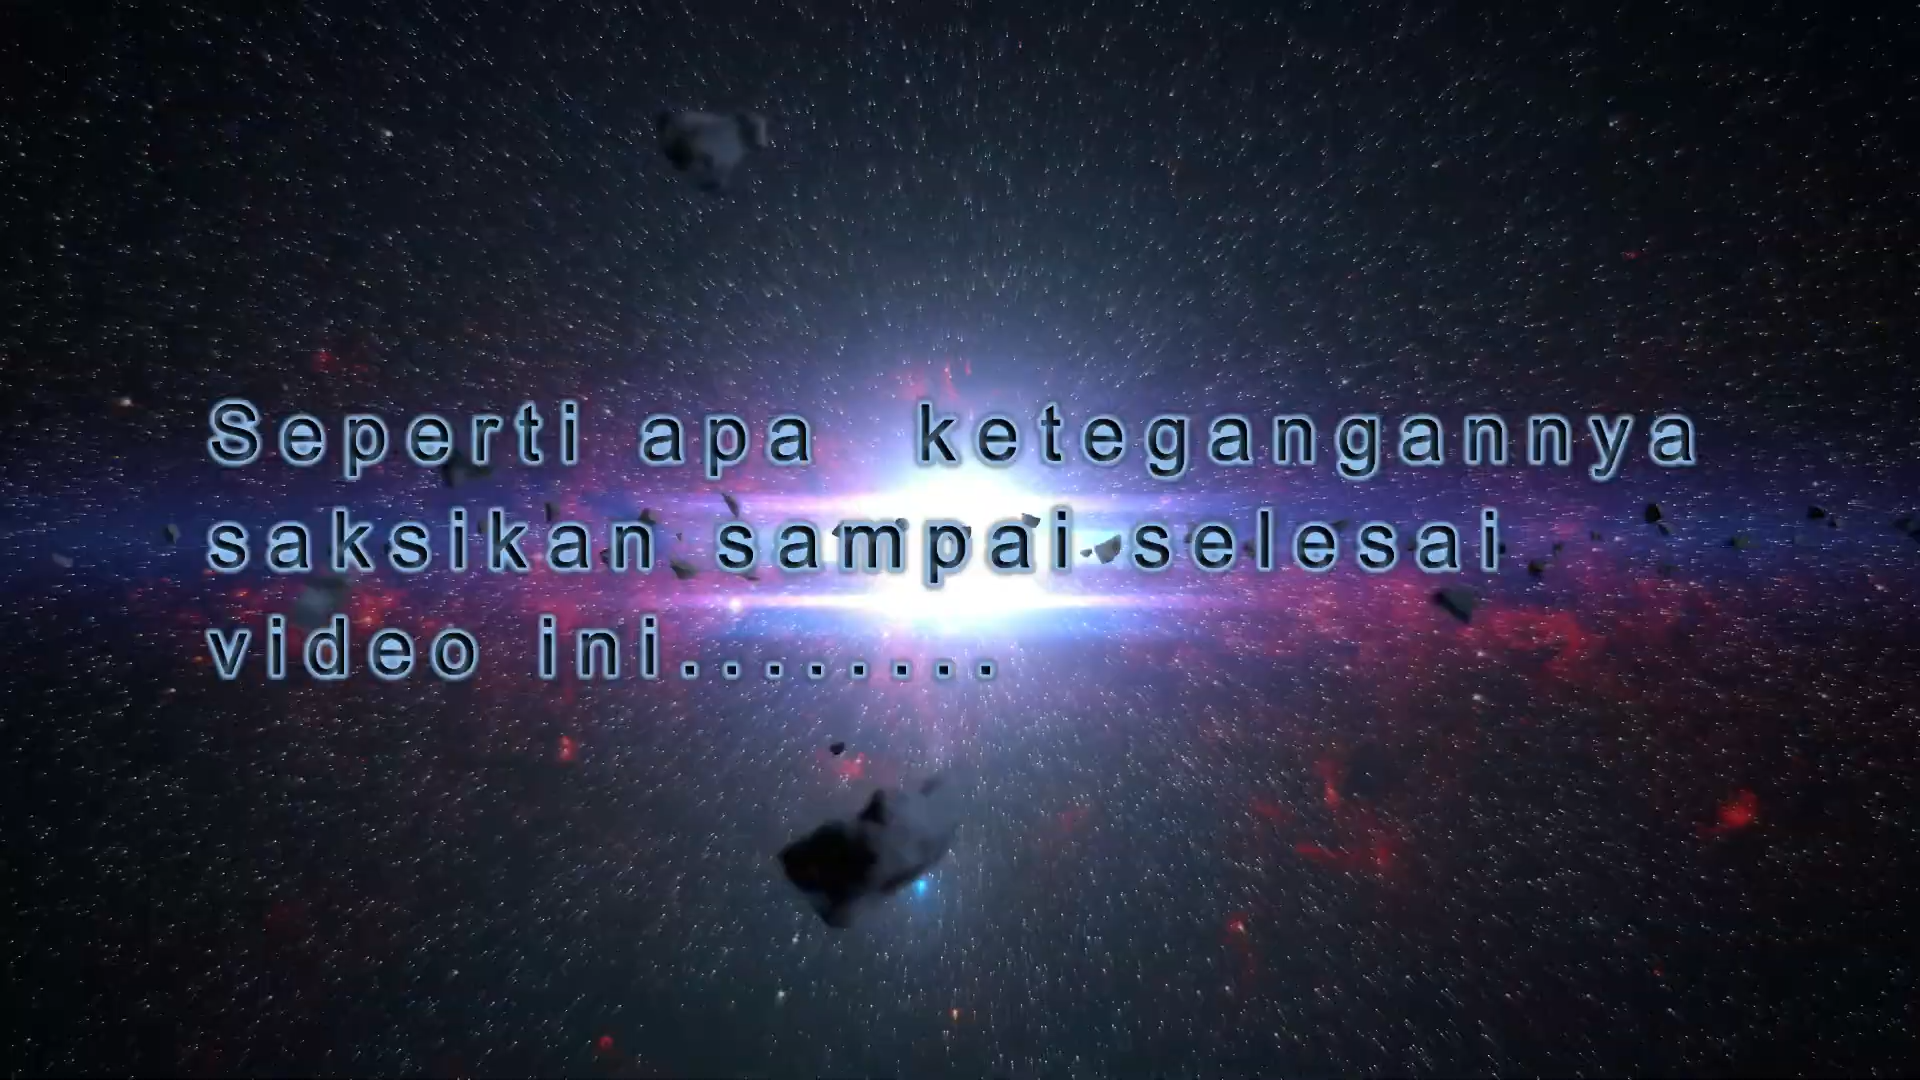 Seperti apa  ketegangannya
saksikan sampai selesai
video ini........